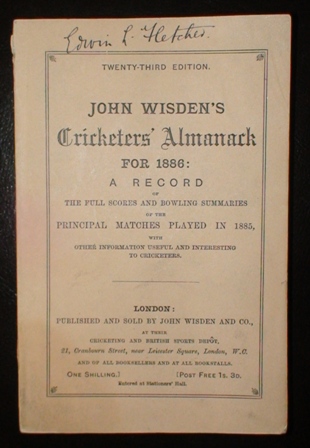 Edwin L. Fletcher.
TWENTY-THIRD EDITION.
JOHN WISDEN'S
Cricketers' Almanack
FOR 1886:
A RECORD
OF
THE FULL SCORES AND BOWLING SUMMARIES
OF THE
PRINCIPAL MATCHES PLAYED IN 1885,
WITH
OTHER INFORMATION USEFUL AND INTERESTING
TO CRICKETERS.
LONDON:
PUBLISHED AND SOLD BY JOHN WISDEN AND CO.,
AT THEIR
CRICKETING AND BRITISH SPORTS DEPÔT,
21, Cranbourn Street, near Leicester Square, London, W.C.
AND OF ALL BOOKSELLERS AND AT ALL BOOKSTALLS.
ONE SHILLING.] [POST FREE 1S. 3D.
Entered at Stationers' Hall.